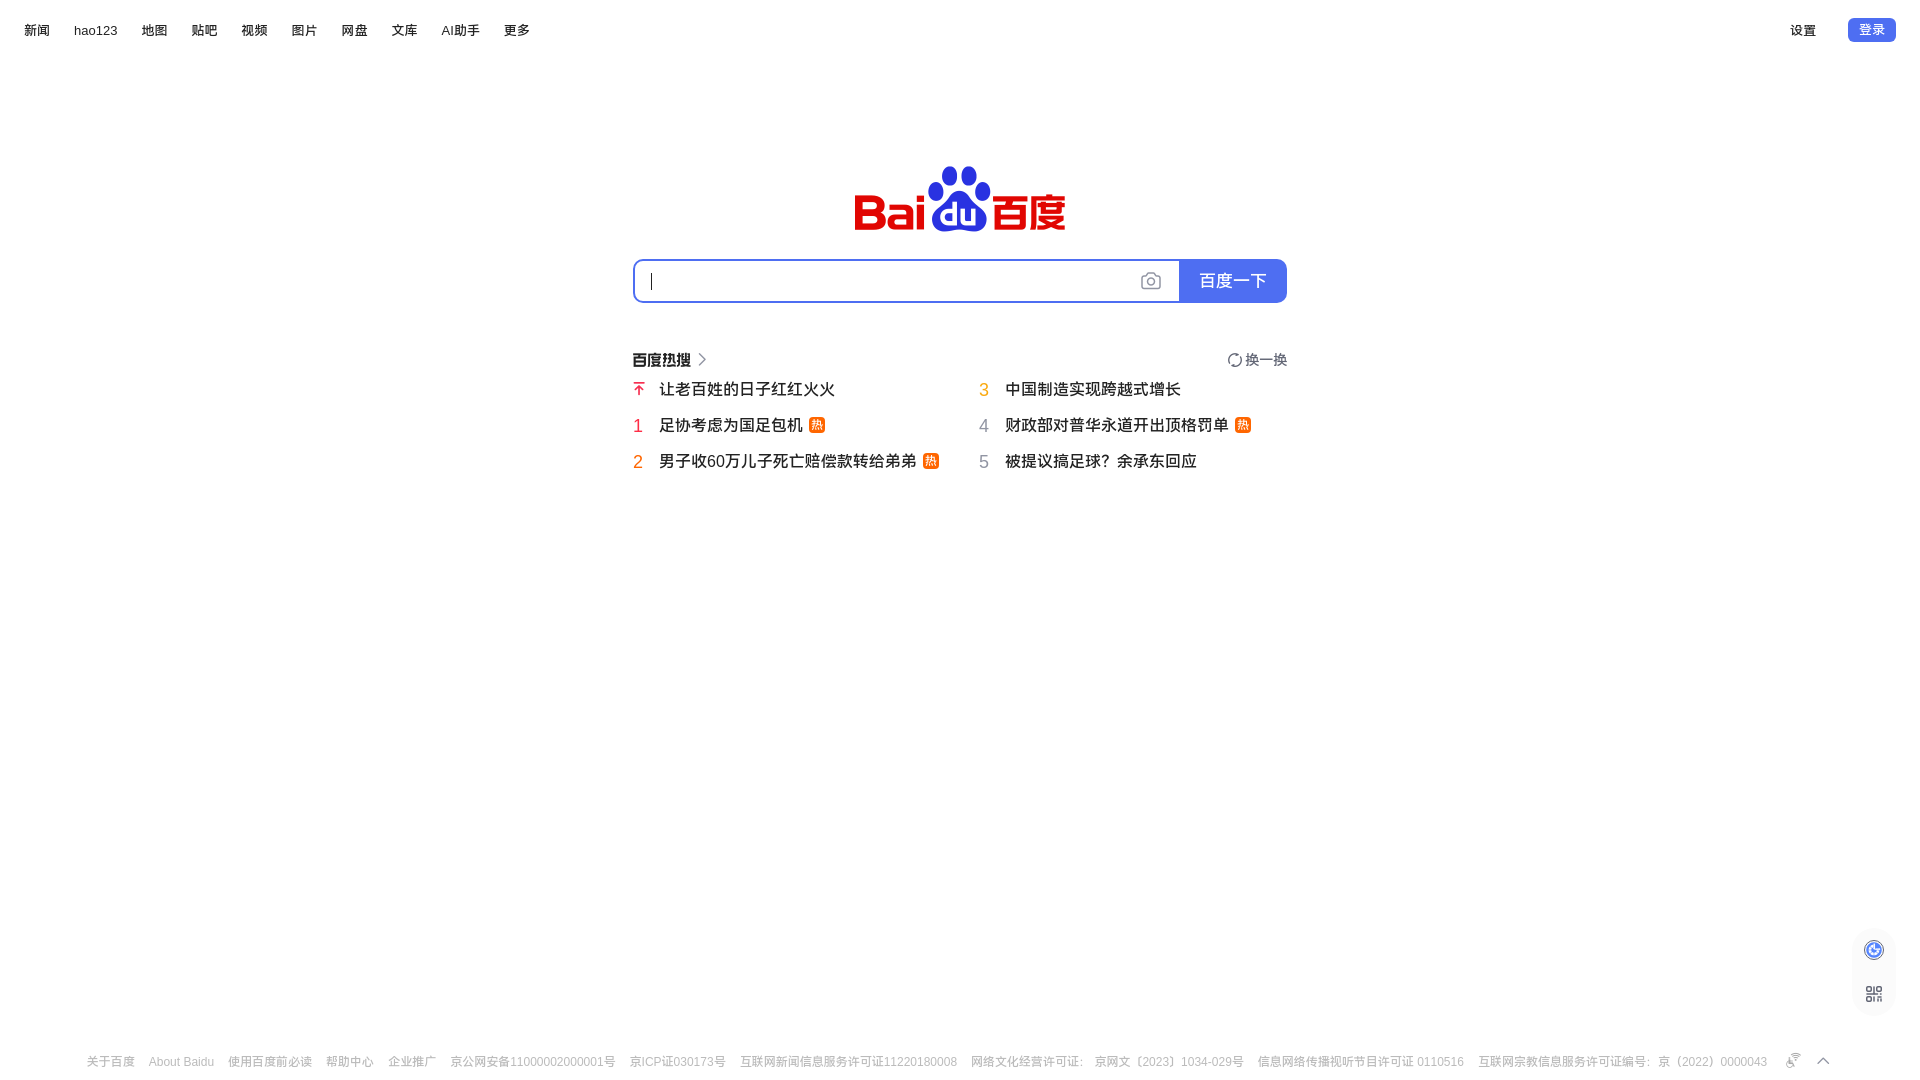 新闻 hao123 地图 贴吧 视频 图片 网盘 文库 AI助手 更多 设置 登录
Baidu百度
百度一下
百度热搜 换一换
让老百姓的日子红红火火
1 足协考虑为国足包机 热
2 男子收60万儿子死亡赔偿款转给弟弟 热
3 中国制造实现跨越式增长
4 财政部对普华永道开出顶格罚单 热
5 被提议搞足球？余承东回应
关于百度 About Baidu 使用百度前必读 帮助中心 企业推广 京公网安备11000002000001号 京ICP证030173号 互联网新闻信息服务许可证11220180008 网络文化经营许可证： 京网文〔2023〕1034-029号 信息网络传播视听节目许可证 0110516 互联网宗教信息服务许可证编号：京（2022）0000043